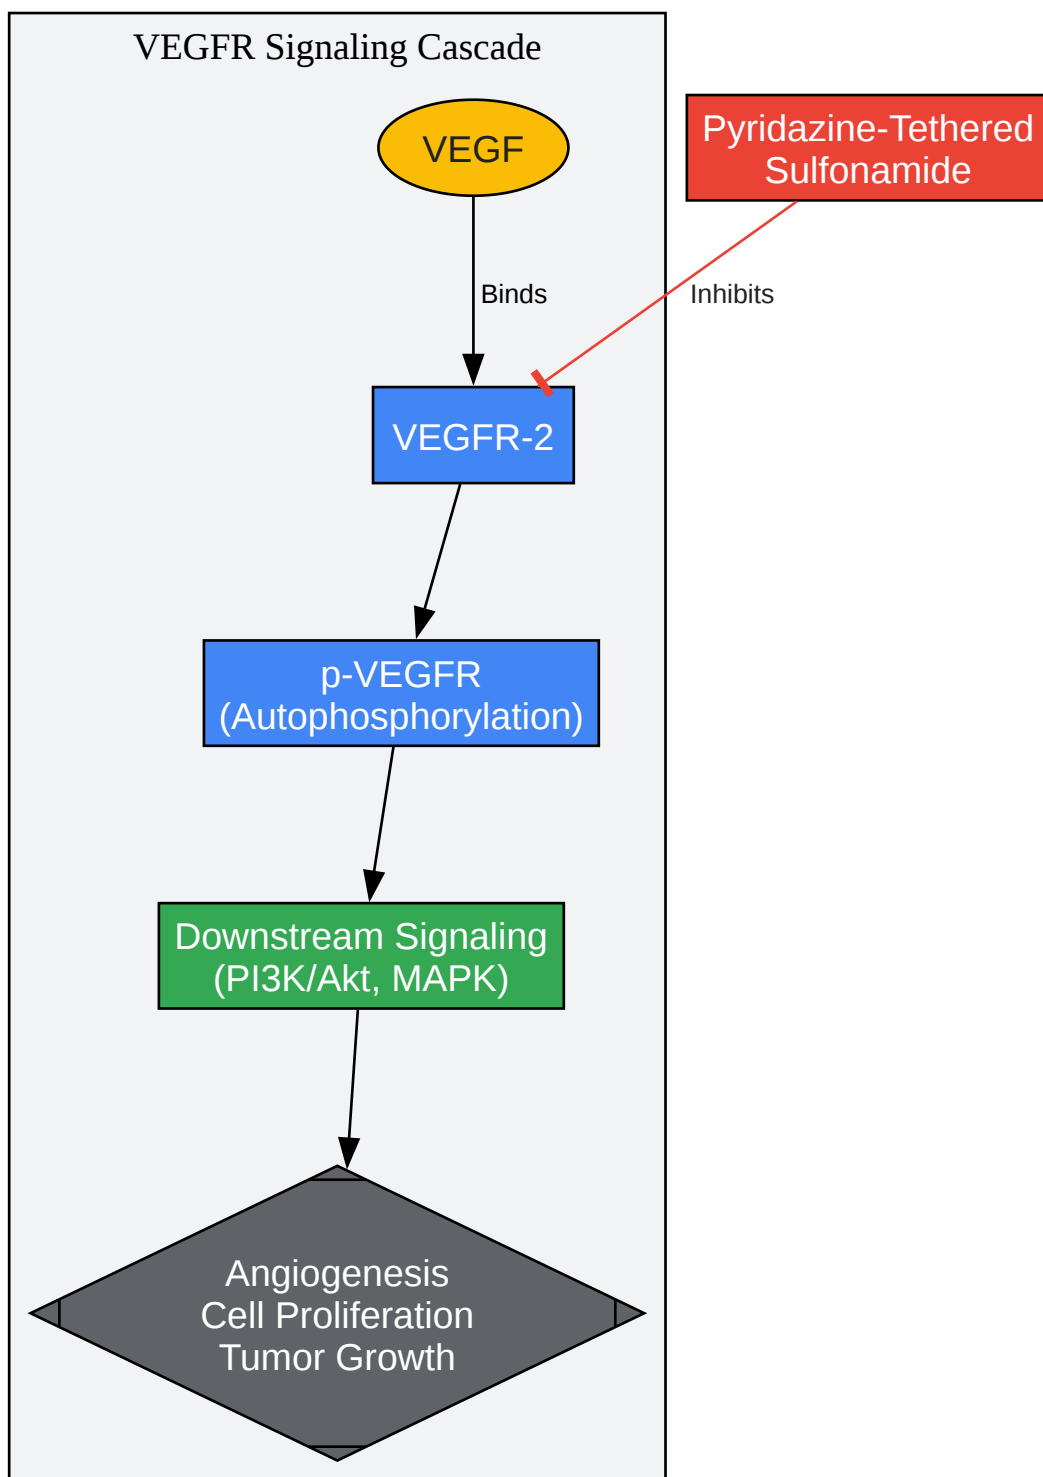 VEGFR Signaling Cascade
VEGF
Pyridazine-Tethered
Sulfonamide
Binds
Inhibits
VEGFR-2
p-VEGFR
(Autophosphorylation)
Downstream Signaling
(PI3K/Akt, MAPK)
Angiogenesis
Cell Proliferation
Tumor Growth